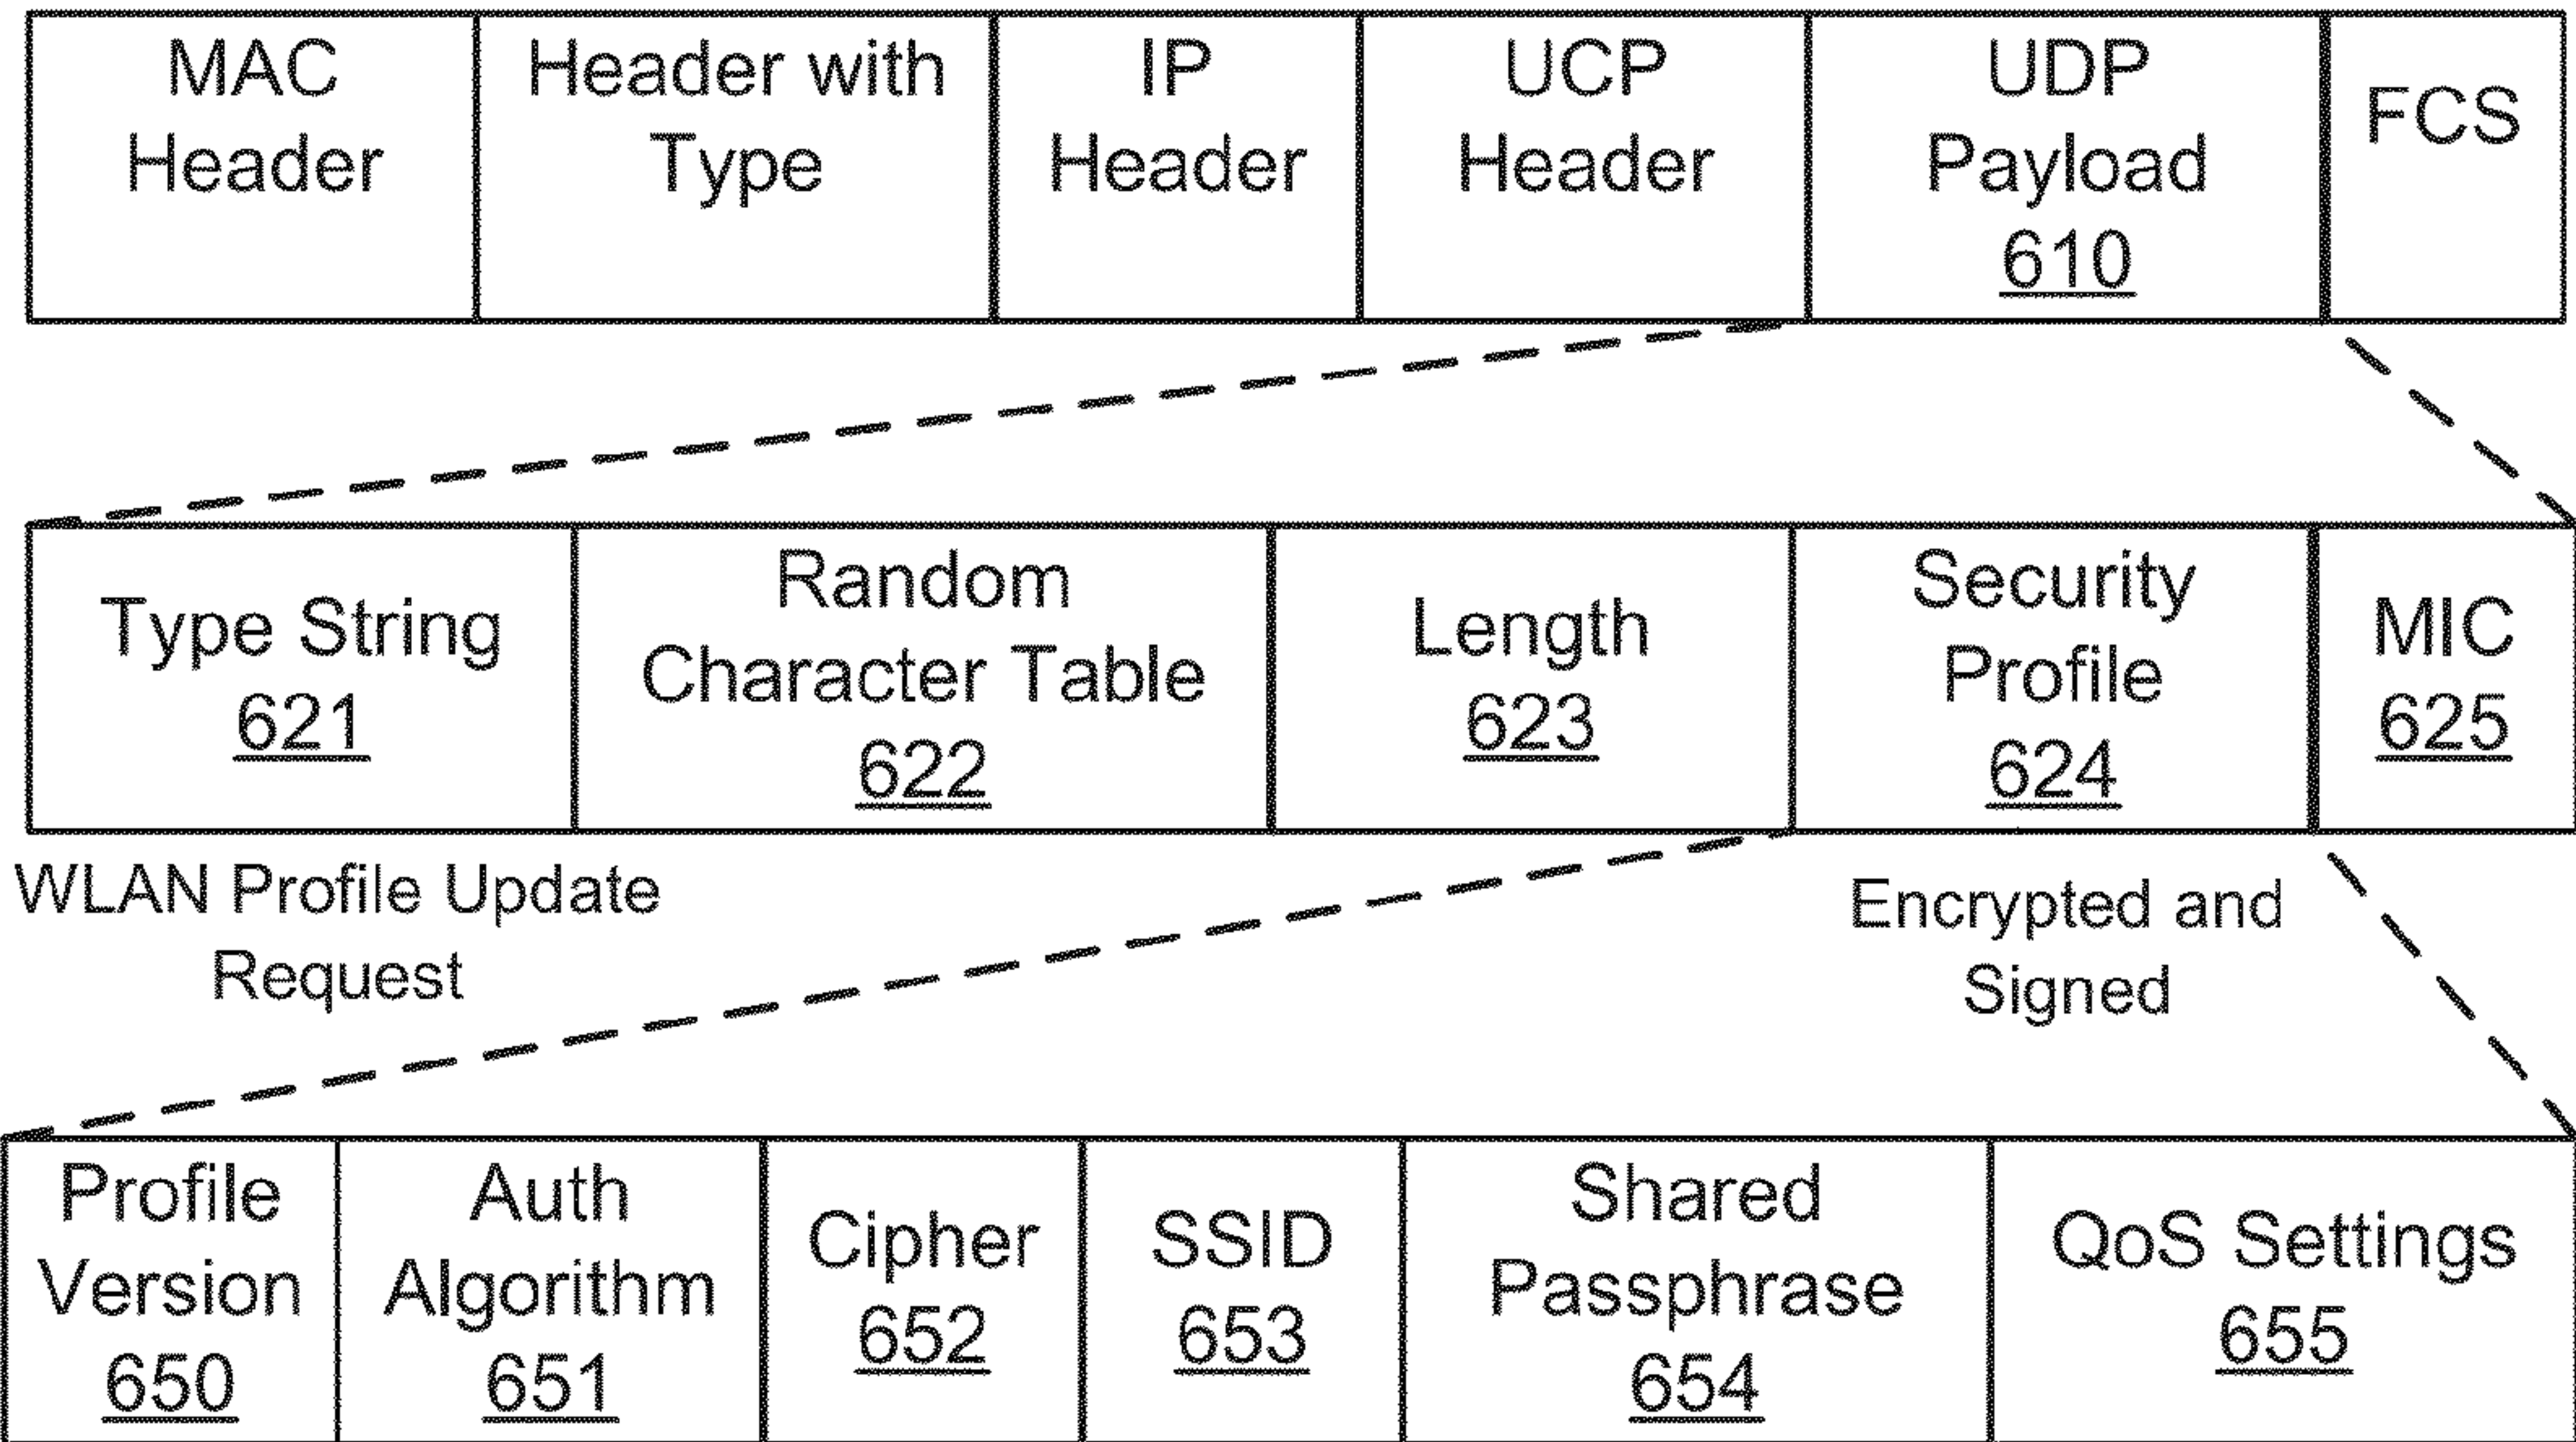 MAC
Header
Header with
Type
IP
Header
UCP
Header
UDP
Payload
610
FCS
Type String
621
Random
Character Table
622
Length
623
Security
Profile
624
MIC
625
WLAN Profile Update
Request
Encrypted and
Signed
Profile
Version
650
Auth
Algorithm
651
Cipher
652
SSID
653
Shared
Passphrase
654
QoS Settings
655